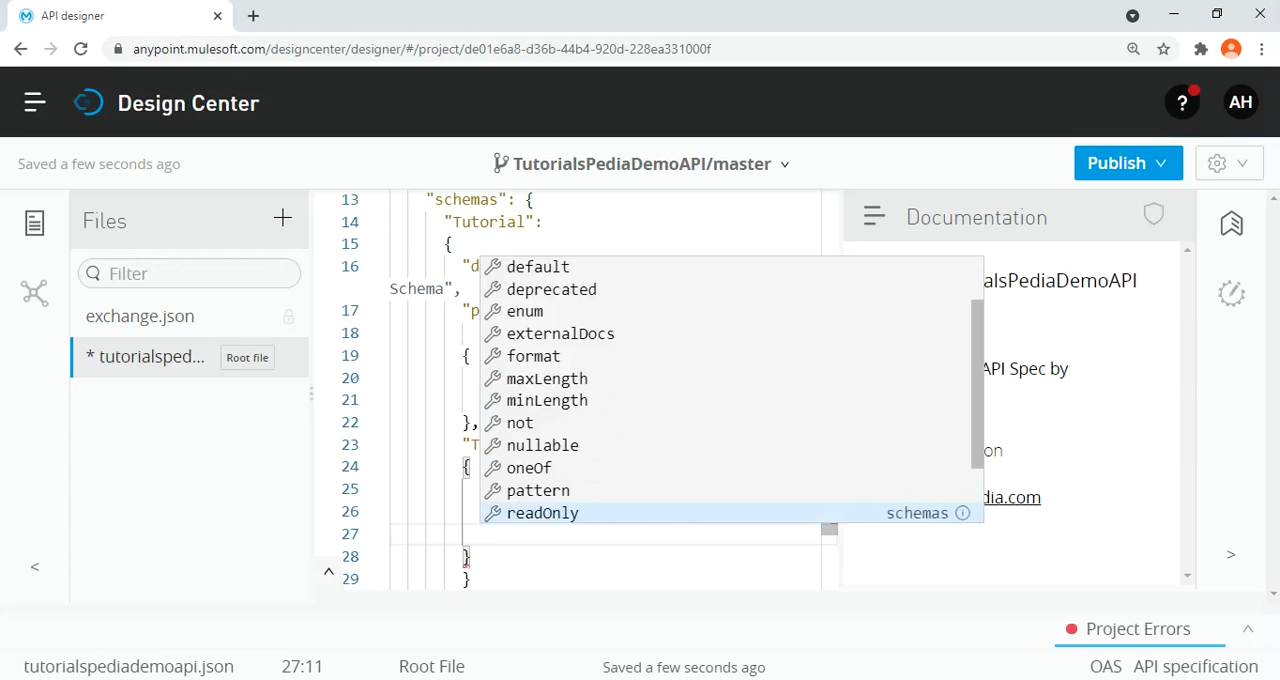 API designer
anypoint.mulesoft.com/designcenter/designer/#/project/de01e6a8-d36b-44b4-920d-228ea331000f
Design Center
?
AH
Saved a few seconds ago
TutorialsPediaDemoAPI/master
Publish
Files
Filter
exchange.json
* tutorialsped...
Root file
13 "schemas": {
14 "Tutorial":
15 {
16 "d
Schema",
17 "p
18
19 {
20
21
22 },
23 "T
24 {
25
26
27
28 }
29 }
default
deprecated
enum
externalDocs
format
maxLength
minLength
not
nullable
oneOf
pattern
readOnly schemas
Documentation
alsPediaDemoAPI
API Spec by
on
dia.com
<
>
Project Errors
tutorialspediademoapi.json
27:11
Root File
Saved a few seconds ago
OAS API specification